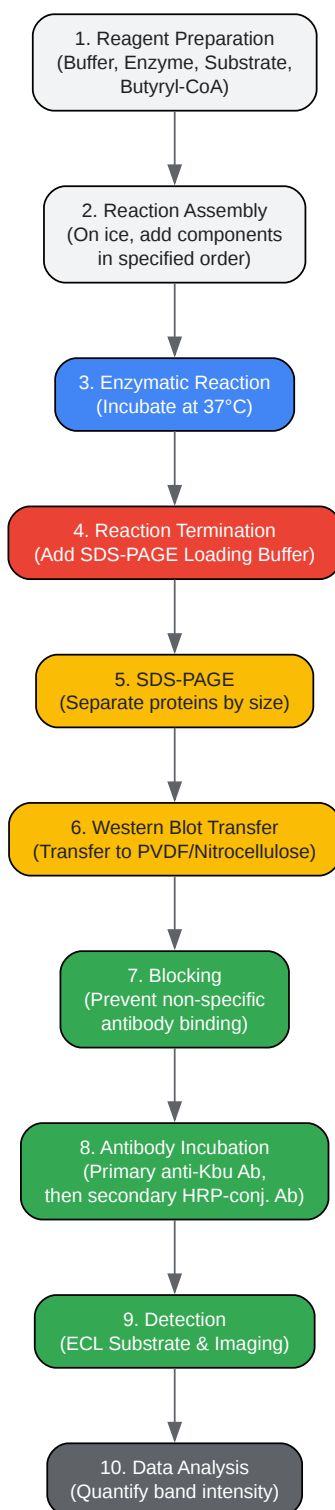 1. Reagent Preparation
(Buffer, Enzyme, Substrate,
Butyryl-CoA)
2. Reaction Assembly
(On ice, add components
in specified order)
3. Enzymatic Reaction
(Incubate at 37°C)
4. Reaction Termination
(Add SDS-PAGE Loading Buffer)
5. SDS-PAGE
(Separate proteins by size)
6. Western Blot Transfer
(Transfer to PVDF/Nitrocellulose)
7. Blocking
(Prevent non-specific
antibody binding)
8. Antibody Incubation
(Primary anti-Kbu Ab,
then secondary HRP-conj. Ab)
9. Detection
(ECL Substrate & Imaging)
10. Data Analysis
(Quantify band intensity)